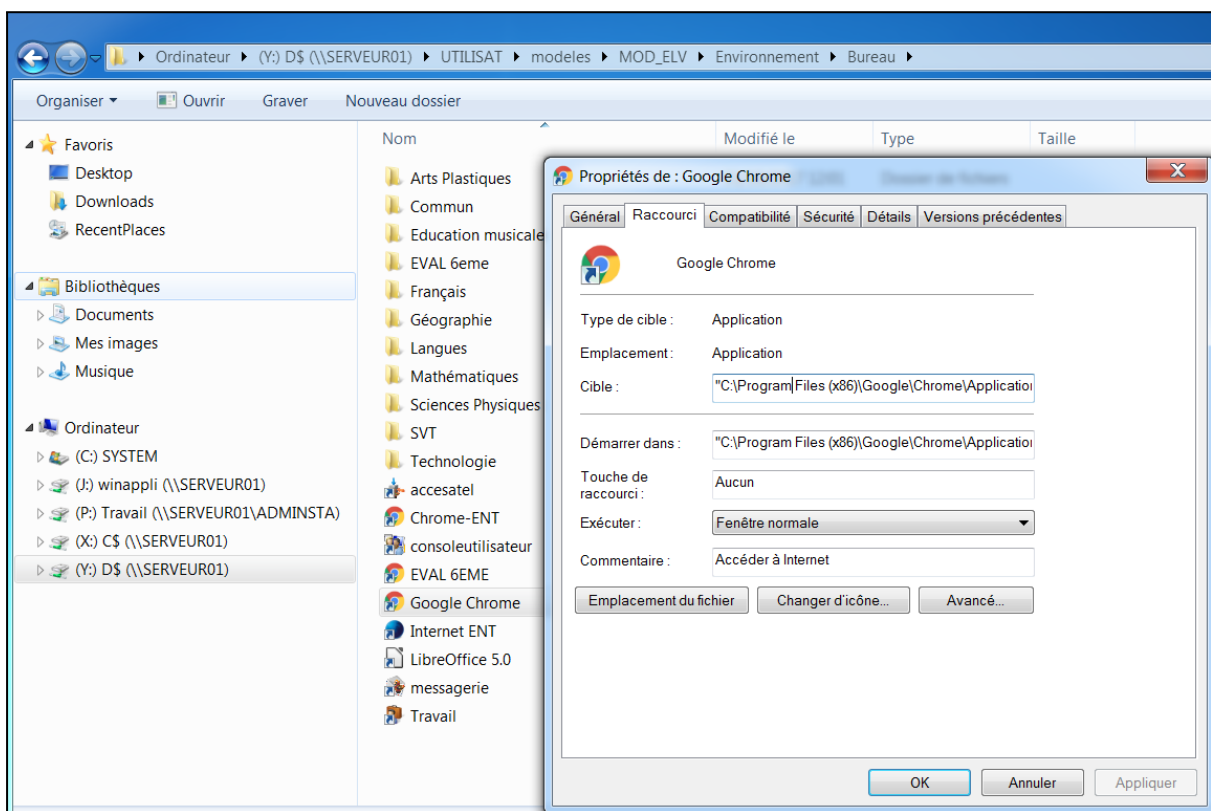 Ordinateur (Y:) D$ (\\SERVEUR01) UTILISAT modeles MOD_ELV Environnement Bureau
Organiser Ouvrir Graver Nouveau dossier
Favoris
Desktop
Downloads
RecentPlaces
Bibliothèques
Documents
Mes images
Musique
Ordinateur
(C:) SYSTEM
(J:) winappli (\\SERVEUR01)
(P:) Travail (\\SERVEUR01\ADMINSTA)
(X:) C$ (\\SERVEUR01)
(Y:) D$ (\\SERVEUR01)
Nom Modifié le Type Taille
Arts Plastiques
Commun
Education musicale
EVAL 6eme
Français
Géographie
Langues
Mathématiques
Sciences Physiques
SVT
Technologie
accesatel
Chrome-ENT
consoleutilisateur
EVAL 6EME
Google Chrome
Internet ENT
LibreOffice 5.0
messagerie
Travail
Propriétés de : Google Chrome
Général Raccourci Compatibilité Sécurité Détails Versions précédentes
Google Chrome
Type de cible : Application
Emplacement : Application
Cible : "C:\Program Files (x86)\Google\Chrome\Application
Démarrer dans : "C:\Program Files (x86)\Google\Chrome\Application
Touche de
raccourci : Aucun
Exécuter : Fenêtre normale
Commentaire : Accéder à Internet
Emplacement du fichier Changer d'icône... Avancé...
OK Annuler Appliquer